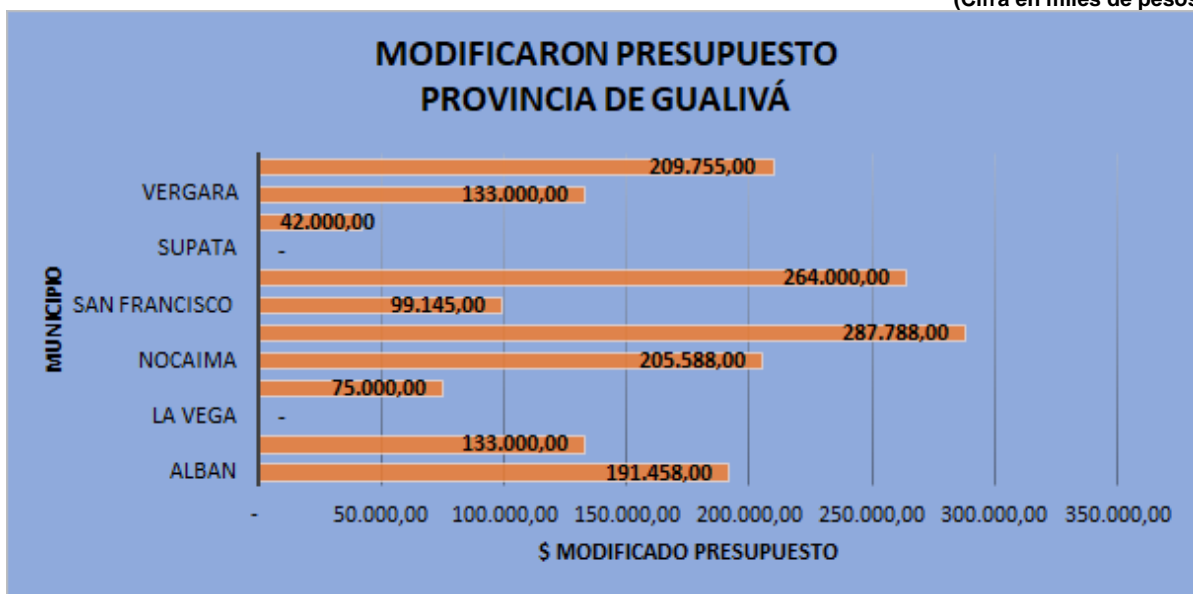 (Cifra en miles de pesos
MODIFICARON PRESUPUESTO
PROVINCIA DE GUALIVÁ
209.755,00
VERGARA 133.000,00
42.000,00
SUPATA -
264.000,00
SAN FRANCISCO 99.145,00
287.788,00
NOCAIMA 205.588,00
75.000,00
LA VEGA -
133.000,00
ALBAN 191.458,00
MUNICIPIO
- 50.000,00 100.000,00 150.000,00 200.000,00 250.000,00 300.000,00 350.000,00
$ MODIFICADO PRESUPUESTO